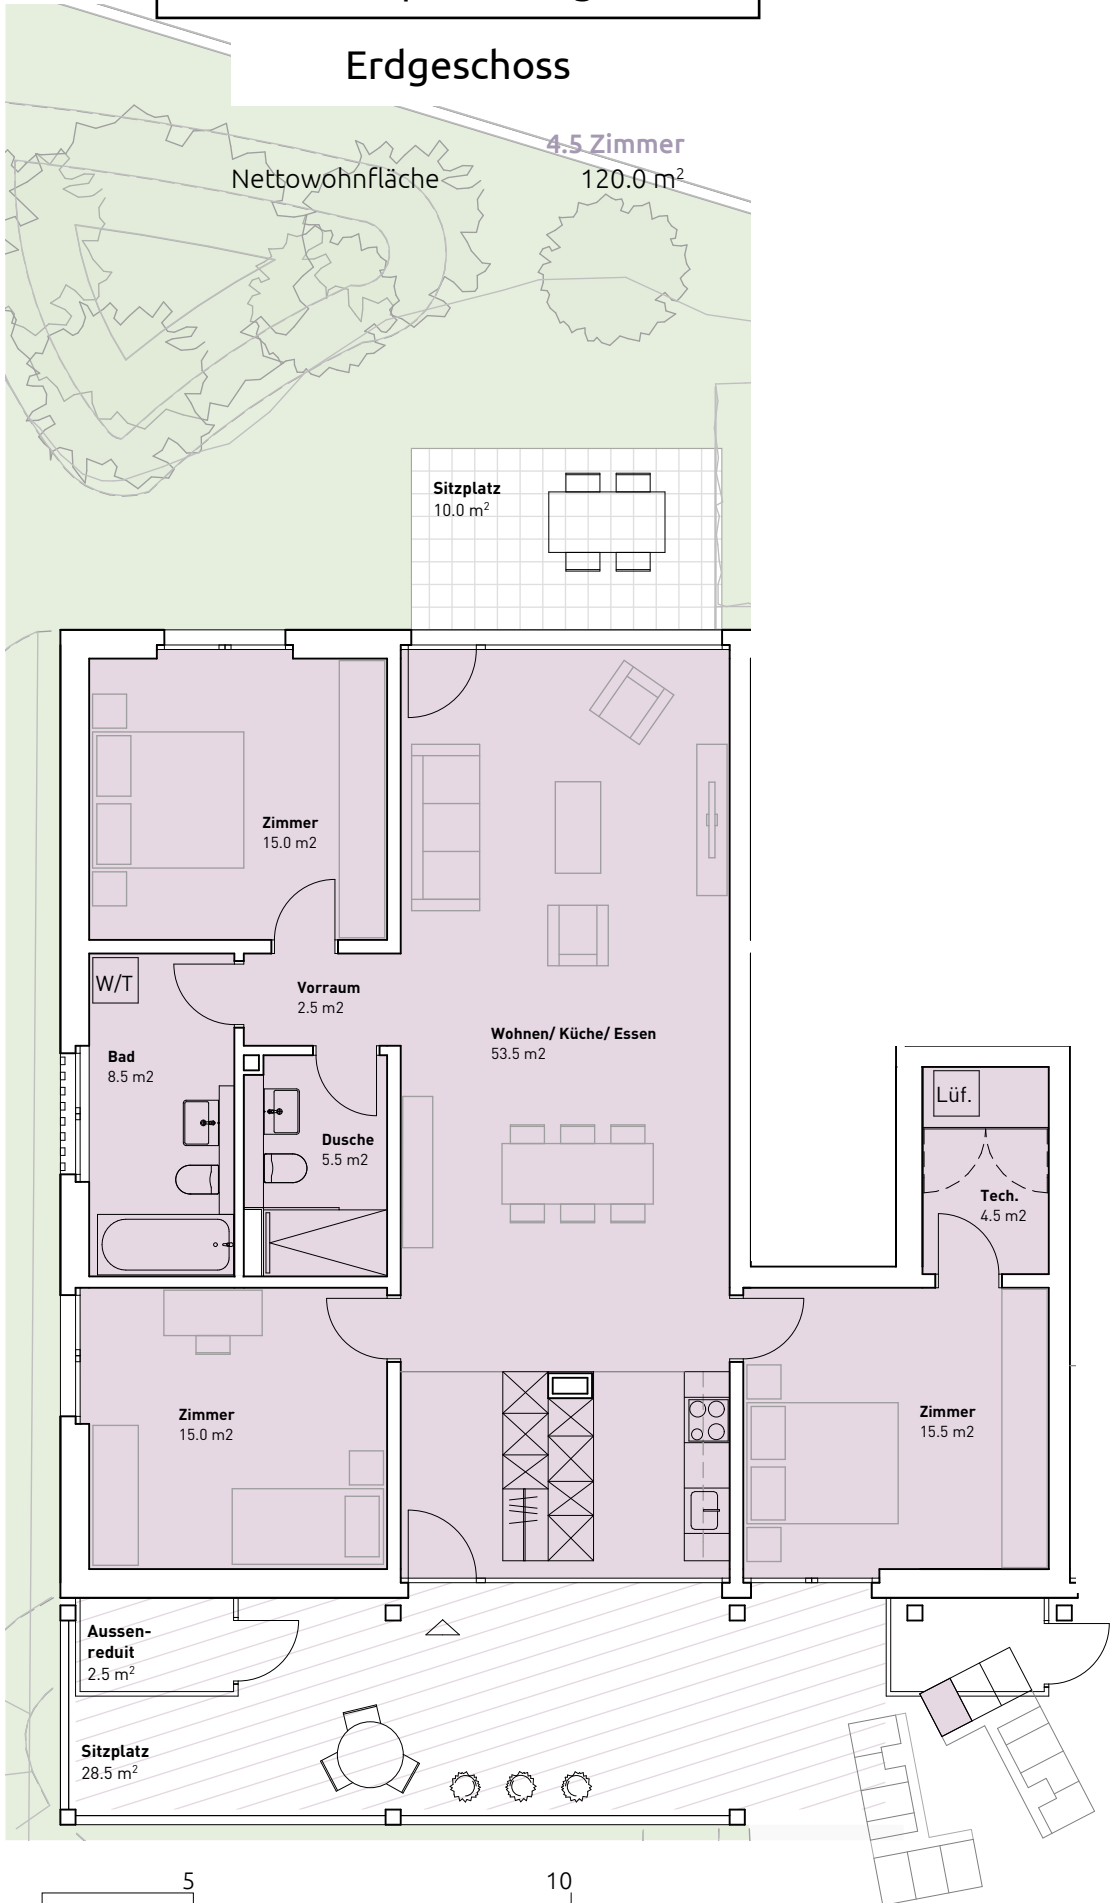 Erdgeschoss
4.5 Zimmer
Nettowohnfläche 120.0 m²
Sitzplatz
10.0 m²
Zimmer
15.0 m2
W/T
Vorraum
2.5 m2
Wohnen/ Küche/ Essen
53.5 m2
Bad
8.5 m2
Lüf.
Dusche
5.5 m2
Tech.
4.5 m2
Zimmer
15.0 m2
Zimmer
15.5 m2
Aussen-
reduit
2.5 m²
Sitzplatz
28.5 m²
5 10